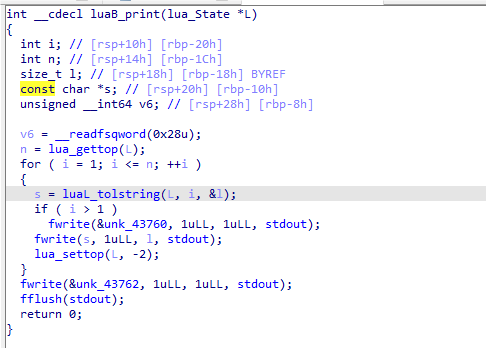 int __cdecl luaB_print(lua_State *L)
{
  int i; // [rsp+10h] [rbp-20h]
  int n; // [rsp+14h] [rbp-1Ch]
  size_t l; // [rsp+18h] [rbp-18h] BYREF
  const char *s; // [rsp+20h] [rbp-10h]
  unsigned __int64 v6; // [rsp+28h] [rbp-8h]

  v6 = __readfsqword(0x28u);
  n = lua_gettop(L);
  for ( i = 1; i <= n; ++i )
  {
    s = luaL_tolstring(L, i, &l);
    if ( i > 1 )
      fwrite(&unk_43760, 1uLL, 1uLL, stdout);
    fwrite(s, 1uLL, l, stdout);
    lua_settop(L, -2);
  }
  fwrite(&unk_43762, 1uLL, 1uLL, stdout);
  fflush(stdout);
  return 0;
}